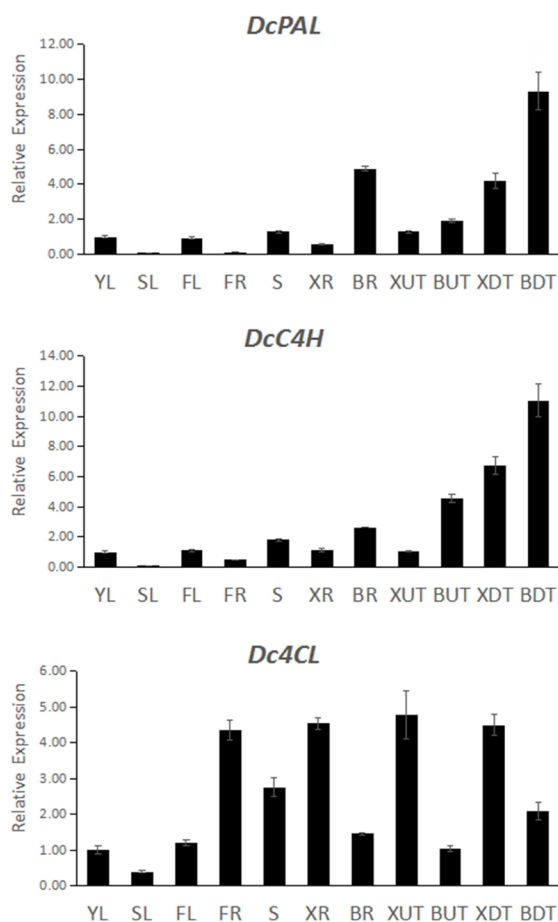 DcPAL
Relative Expression
12.00
10.00
8.00
6.00
4.00
2.00
0.00
YL SL FL FR S XR BR XUT BUT XDT BDT
DcC4H
Relative Expression
14.00
12.00
10.00
8.00
6.00
4.00
2.00
0.00
YL SL FL FR S XR BR XUT BUT XDT BDT
Dc4CL
Relative Expression
6.00
5.00
4.00
3.00
2.00
1.00
0.00
YL SL FL FR S XR BR XUT BUT XDT BDT